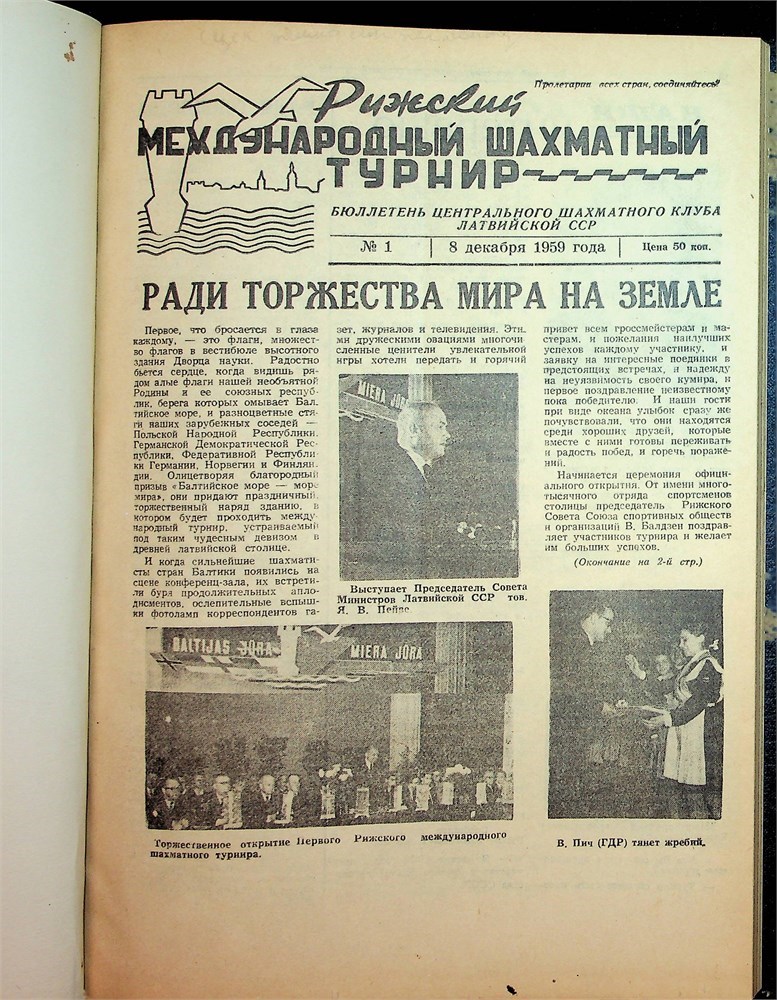 Пролетарии всех стран, соединяйтесь!
Рижский
МЕЖДУНАРОДНЫЙ ШАХМАТНЫЙ
ТУРНИР
БЮЛЛЕТЕНЬ ЦЕНТРАЛЬНОГО ШАХМАТНОГО КЛУБА
ЛАТВИЙСКОЙ ССР
№ 1 | 8 декабря 1959 года | Цена 50 коп.
РАДИ ТОРЖЕСТВА МИРА НА ЗЕМЛЕ
Первое, что бросается в глаза
каждому, — это флаги, множест-
во флагов в вестибюле высотного
здания Дворца науки. Радостно
бьется сердце, когда видишь ря-
дом алые флаги нашей необъятной
Родины и ее союзных респуб-
лик, берега которых омывает Бал-
тийское море, и разноцветные стя-
ги наших зарубежных соседей —
Польской Народной Республики,
Германской Демократической Рес-
публики, Федеративной Республи-
ки Германии, Норвегии и Финлян-
дии. Олицетворяя благородный
призыв «Балтийское море — море
мира», они придают праздничный,
торжественный наряд зданию, в
котором будет проходить между-
народный турнир, устраиваемый
под таким чудесным девизом в
древней латвийской столице.
И когда сильнейшие шахмати-
сты стран Балтики появились на
сцене конференц-зала, их встрети-
ли буря продолжительных апло-
дисментов, ослепительные вспыш-
ки фотоламп корреспондентов га-
зет, журналов и телевидения. Эти-
ми дружескими овациями многочи-
сленные ценители увлекательной
игры хотели передать и горячий
MIERA JŪRA
Выступает Председатель Совета
Министров Латвийской ССР тов.
Я. В. Пейве.
привет всем гроссмейстерам и ма-
стерам, и пожелания наилучших
успехов каждому участнику, и
заявку на интересные поединки в
предстоящих встречах, и надежду
на неуязвимость своего кумира, и
первое поздравление неизвестному
пока победителю. И наши гости
при виде океана улыбок сразу же
почувствовали, что они находятся
среди хороших друзей, которые
вместе с ними готовы переживать
и радость побед, и горечь пораже-
ний.
Начинается церемония офици-
ального открытия. От имени много-
тысячного отряда спортсменов
столицы председатель Рижского
Совета Союза спортивных обществ
и организаций В. Балдзен поздрав-
ляет участников турнира и желает
им больших успехов.
(Окончание на 2-й стр.)
BALTIJAS JŪRA
MIERA JŪRA
Торжественное открытие Первого Рижского международного
шахматного турнира.
В. Пич (ГДР) тянет жребий.